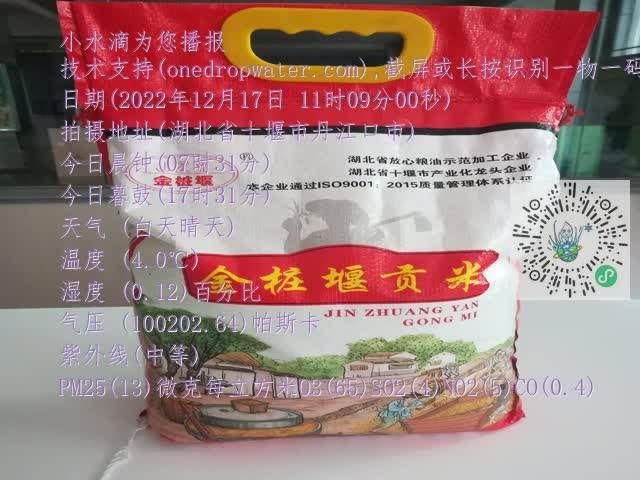 小水滴为您播报
技术支持(onedropwater.com),截屏或长按识别一物一码
日期(2022年12月17日 11时09分00秒)
拍摄地址(湖北省十堰市丹江口市)
今日晨钟(07时31分)
今日暮鼓(17时31分)
天气 (白天晴天)
温度 (4.0℃)
湿度 (0.12)百分比
气压 (100202.64)帕斯卡
紫外线(中等)
PM25(13)微克每立方米O3(65)SO2(4)NO2(5)CO(0.4)
湖北省放心粮油示范加工企业
湖北省十堰市产业化龙头企业
本企业通过ISO9001：2015质量管理体系认证
金桩堰®
金桩堰贡米
JIN ZHUANG YAN
GONG MI